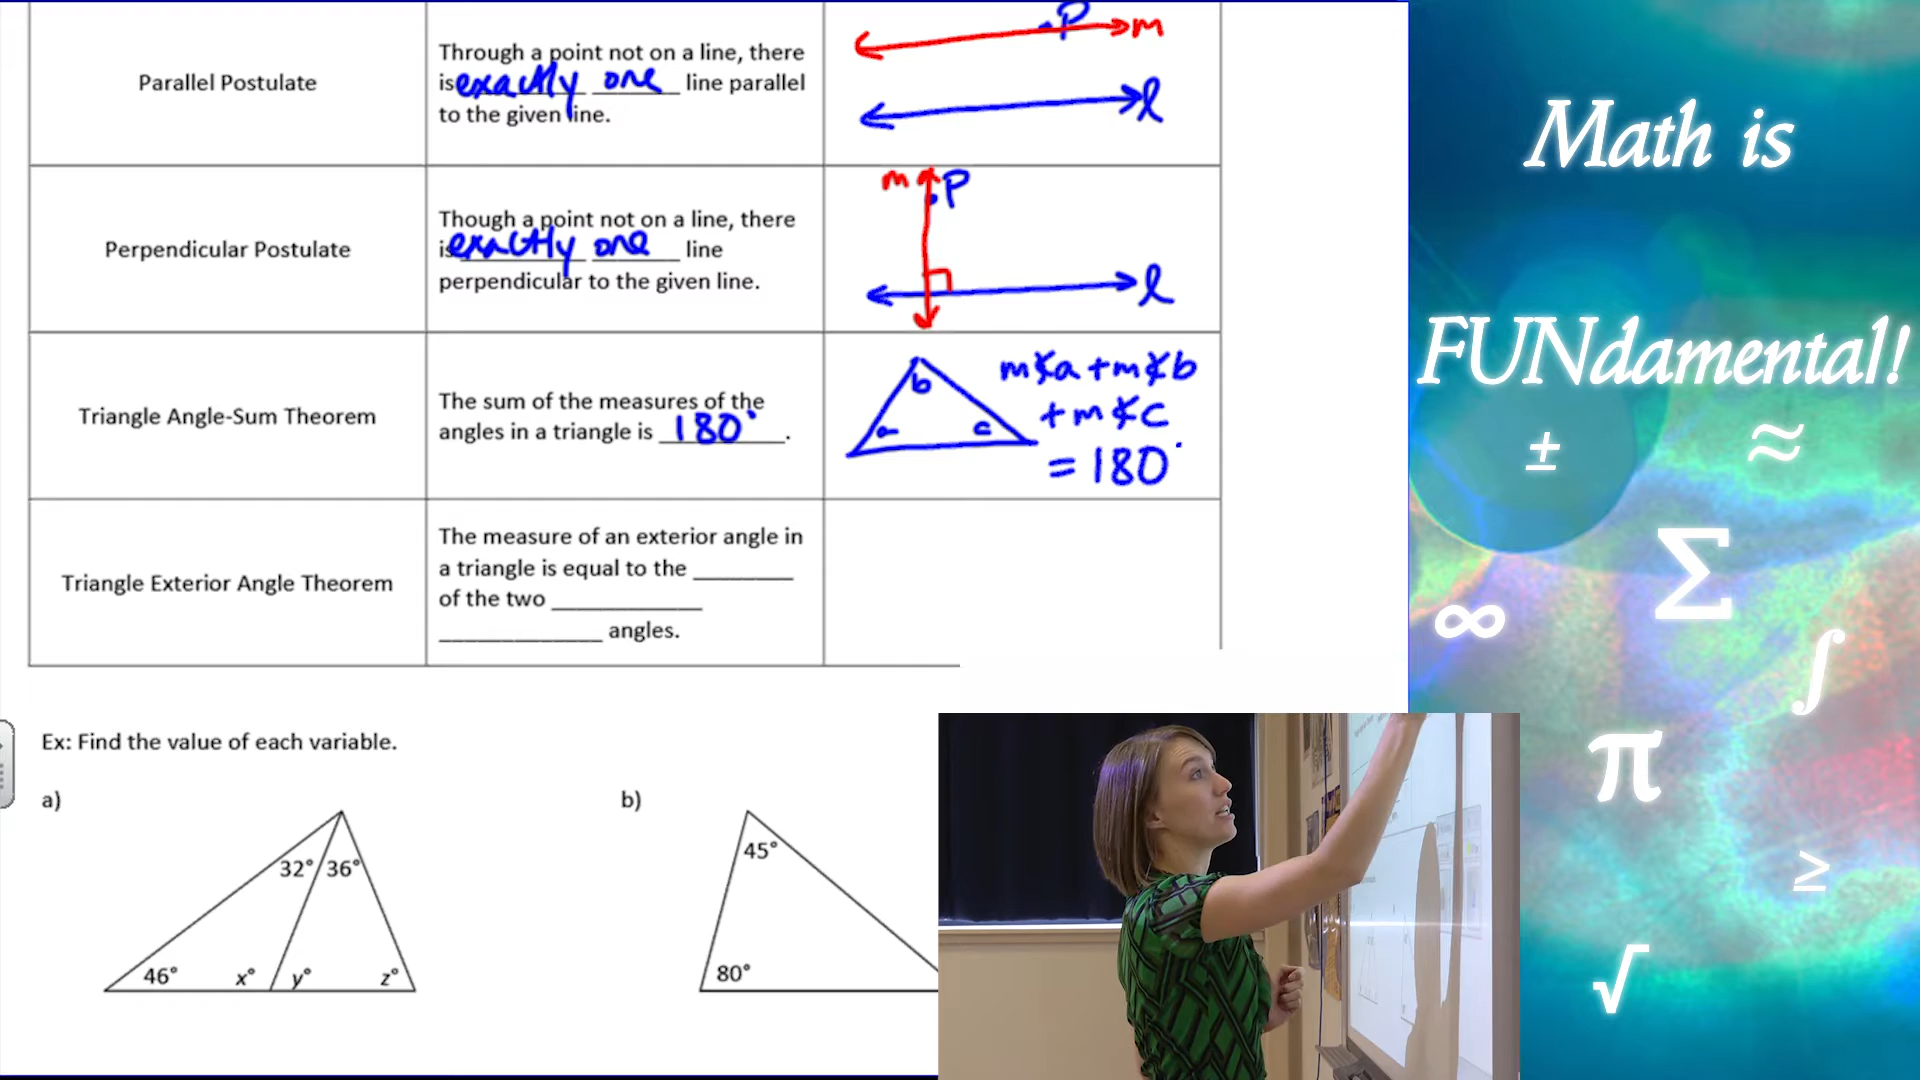 Parallel Postulate
Through a point not on a line, there
is exactly one line parallel
to the given line.
P
m
l
Perpendicular Postulate
Though a point not on a line, there
is exactly one line
perpendicular to the given line.
m P
l
Triangle Angle-Sum Theorem
The sum of the measures of the
angles in a triangle is 180°.
b
a c
m∡a + m∡b
+ m∡c
= 180°
Triangle Exterior Angle Theorem
The measure of an exterior angle in
a triangle is equal to the ________
of the two ____________
_____________ angles.
Ex: Find the value of each variable.
a)
32° 36°
46° x° y° z°
b)
45°
80°
Math is
FUNdamental!
± ≈
Σ
∞
∫
π
≥
√